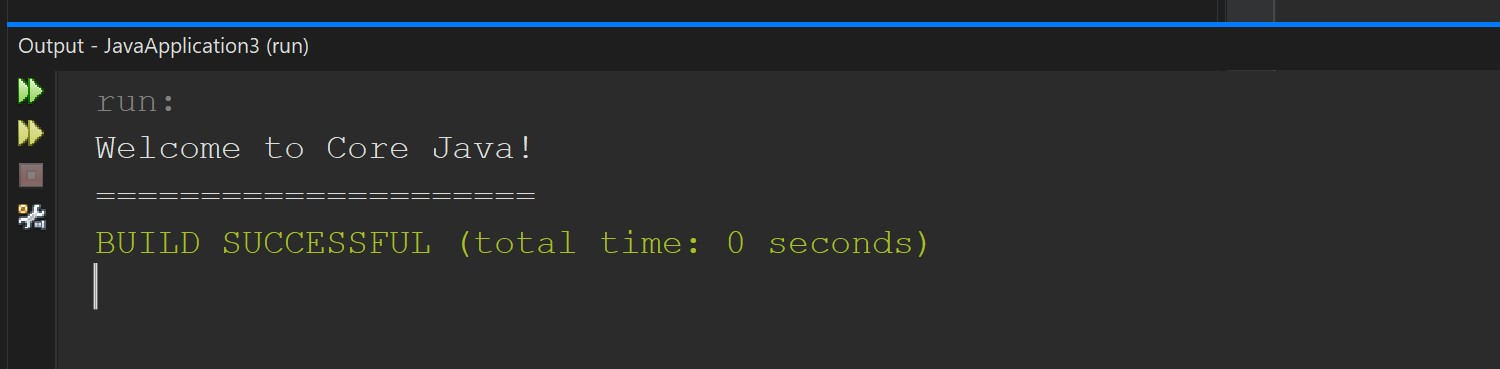 Output - JavaApplication3 (run)
run:
Welcome to Core Java!
=====================
BUILD SUCCESSFUL (total time: 0 seconds)